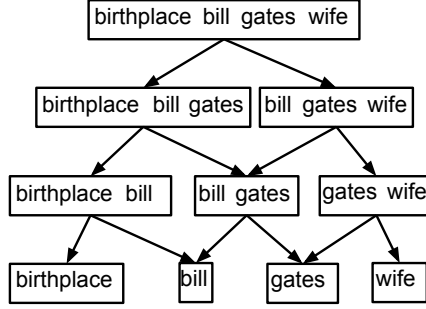 birthplace bill gates wife
birthplace bill gates
bill gates wife
birthplace bill
bill gates
gates wife
birthplace
bill
gates
wife